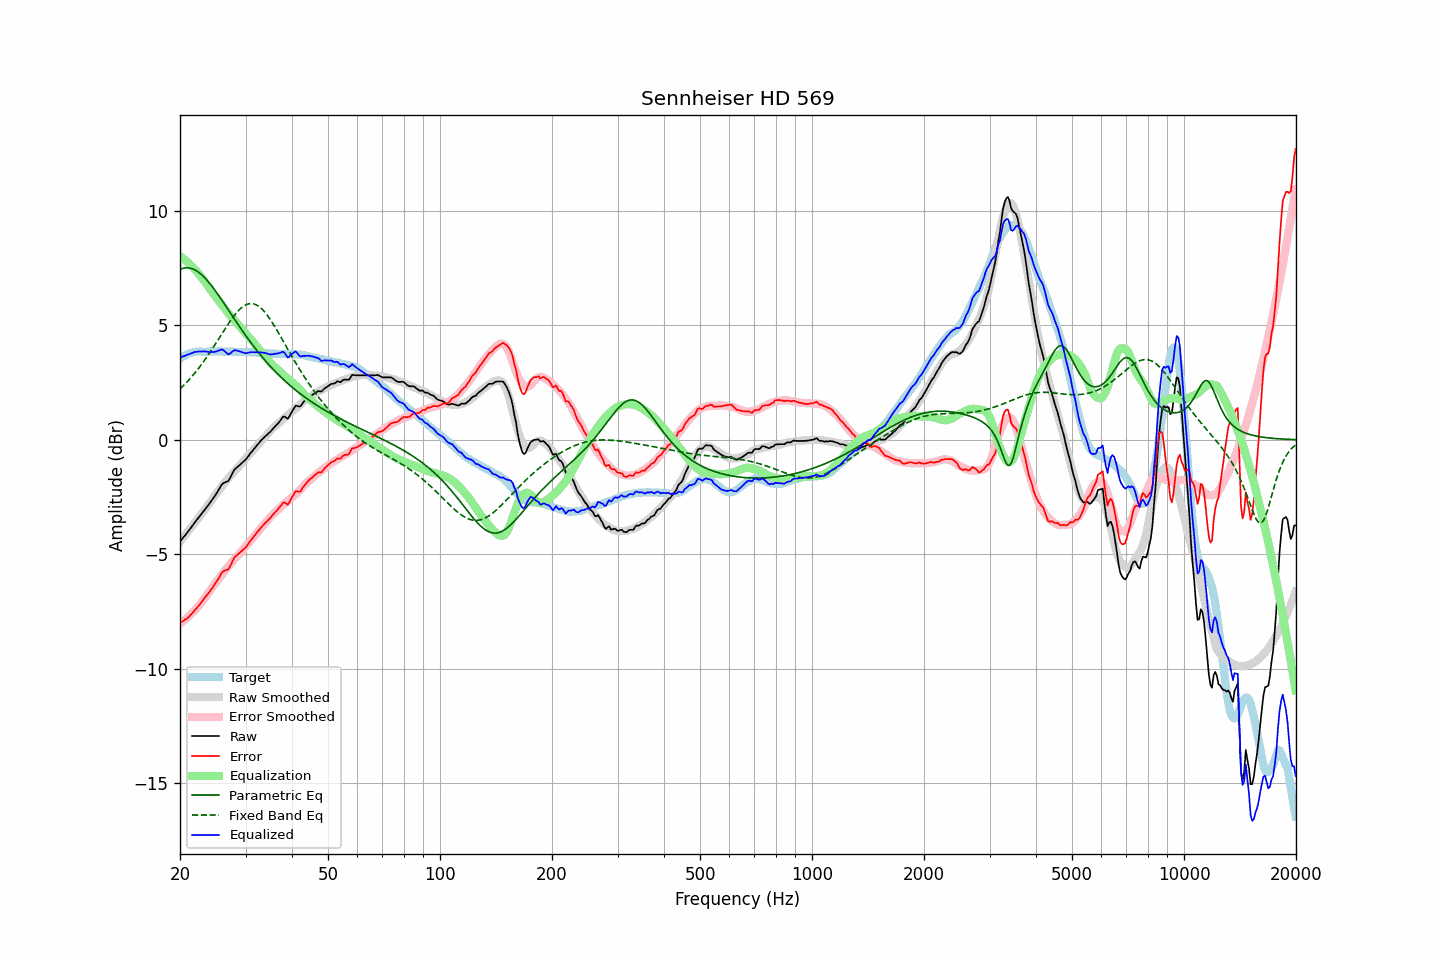 Sennheiser HD 569
Amplitude (dBr)
10
5
0
−5
−10
−15
Target
Raw Smoothed
Error Smoothed
Raw
Error
Equalization
Parametric Eq
Fixed Band Eq
Equalized
20 50 100 200 500 1000 2000 5000 10000 20000
Frequency (Hz)